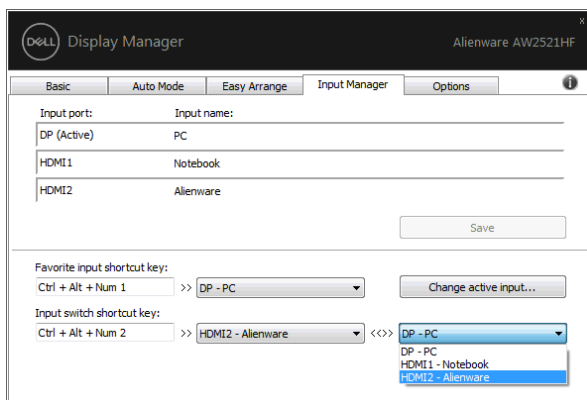 x
DELL Display Manager Alienware AW2521HF
Basic Auto Mode Easy Arrange Input Manager Options i
Input port: Input name:
DP (Active) PC
HDMI1 Notebook
HDMI2 Alienware
Save
Favorite input shortcut key:
Ctrl + Alt + Num 1 >> DP - PC Change active input...
Input switch shortcut key:
Ctrl + Alt + Num 2 >> HDMI2 - Alienware <<>> DP - PC
DP - PC
HDMI1 - Notebook
HDMI2 - Alienware